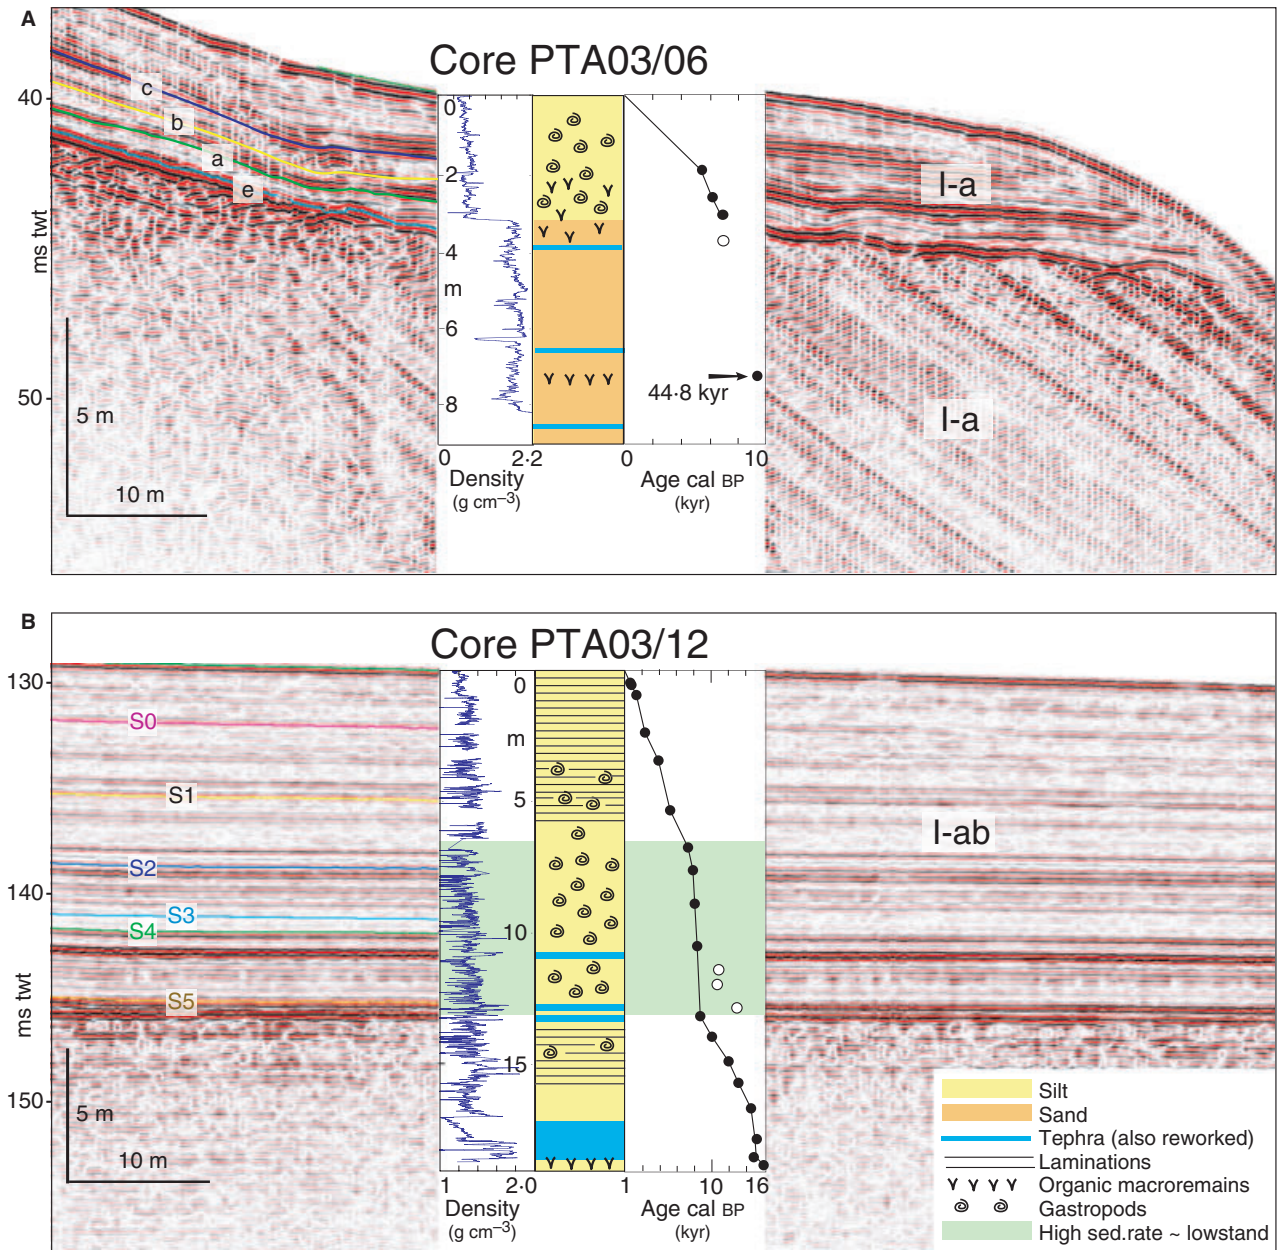 A
Core PTA03/06
40
50
ms twt
c
b
a
e
5 m
10 m
0
2
4
m
6
8
0
2·2
Density
(g cm−3)
44·8 kyr
0
10
Age cal BP
(kyr)
I-a
I-a
B
Core PTA03/12
130
140
150
ms twt
S0
S1
S2
S3
S4
S5
5 m
10 m
0
m
5
10
15
1
2·0
Density
(g cm−3)
1
10
16
Age cal BP
(kyr)
I-ab
Silt
Sand
Tephra (also reworked)
Laminations
Organic macroremains
Gastropods
High sed.rate ~ lowstand